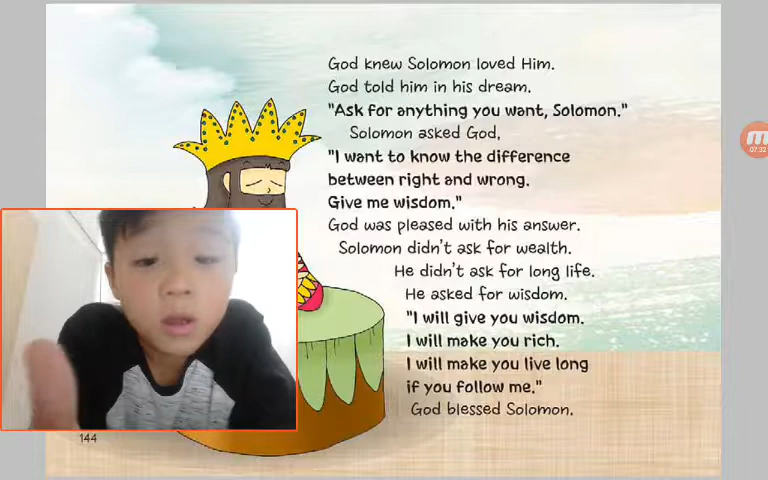 God knew Solomon loved Him.
God told him in his dream.
"Ask for anything you want, Solomon."
Solomon asked God,
"I want to know the difference
between right and wrong.
Give me wisdom."
God was pleased with his answer.
Solomon didn't ask for wealth.
He didn't ask for long life.
He asked for wisdom.
"I will give you wisdom.
I will make you rich.
I will make you live long
if you follow me."
God blessed Solomon.
144
07:32